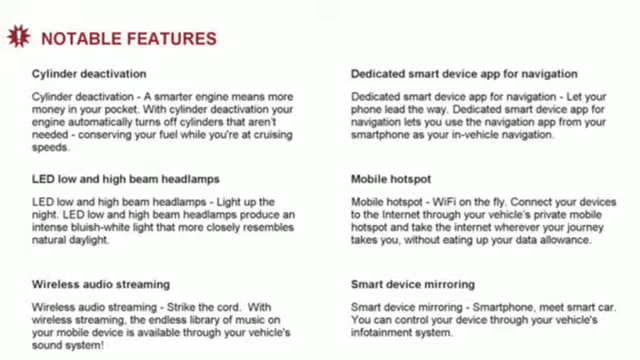 NOTABLE FEATURES
Cylinder deactivation
Cylinder deactivation - A smarter engine means more
money in your pocket. With cylinder deactivation your
engine automatically turns off cylinders that aren't
needed - conserving your fuel while you're at cruising
speeds.
LED low and high beam headlamps
LED low and high beam headlamps - Light up the
night. LED low and high beam headlamps produce an
intense bluish-white light that more closely resembles
natural daylight.
Wireless audio streaming
Wireless audio streaming - Strike the cord. With
wireless streaming, the endless library of music on
your mobile device is available through your vehicle's
sound system!
Dedicated smart device app for navigation
Dedicated smart device app for navigation - Let your
phone lead the way. Dedicated smart device app for
navigation lets you use the navigation app from your
smartphone as your in-vehicle navigation.
Mobile hotspot
Mobile hotspot - WiFi on the fly. Connect your devices
to the Internet through your vehicle's private mobile
hotspot and take the internet wherever your journey
takes you, without eating up your data allowance.
Smart device mirroring
Smart device mirroring - Smartphone, meet smart car.
You can control your device through your vehicle's
infotainment system.